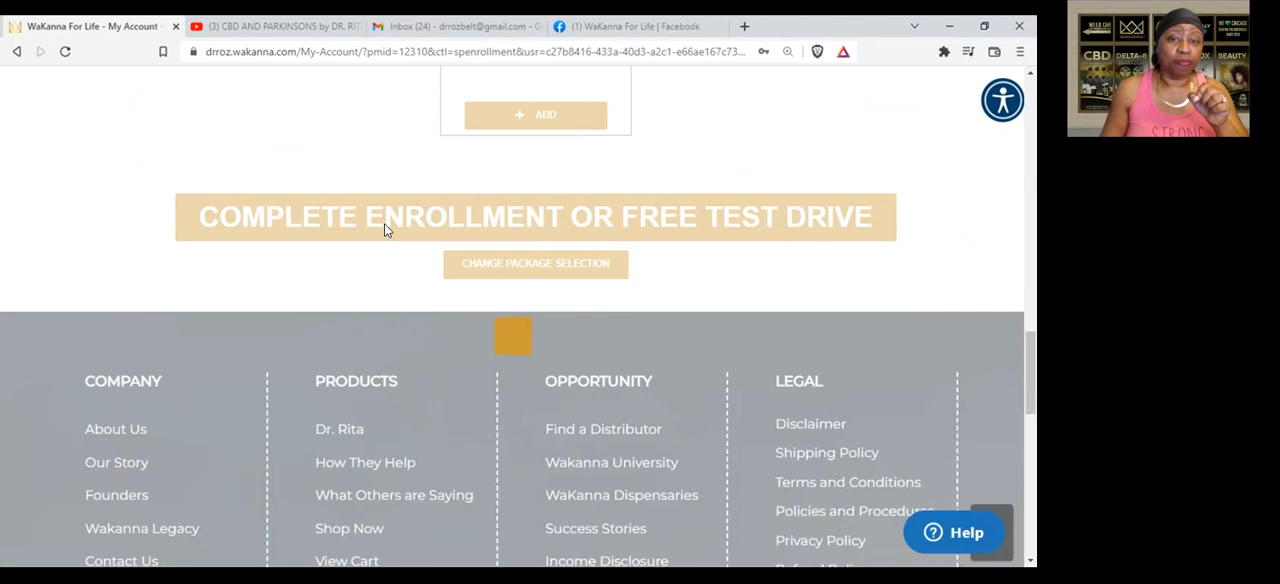 WaKanna For Life - My Account -
(3) CBD AND PARKINSONS by DR. RIT
Inbox (24) - drrozbelt@gmail.com - G
(1) WaKanna For Life | Facebook
drroz.wakanna.com/My-Account/?pmid=12310&ctl=spenrollment&usr=c27b8416-433a-40d3-a2c1-e66ae167c73...
+ ADD
COMPLETE ENROLLMENT OR FREE TEST DRIVE
CHANGE PACKAGE SELECTION
COMPANY
About Us
Our Story
Founders
Wakanna Legacy
Contact Us
PRODUCTS
Dr. Rita
How They Help
What Others are Saying
Shop Now
View Cart
OPPORTUNITY
Find a Distributor
Wakanna University
WaKanna Dispensaries
Success Stories
Income Disclosure
LEGAL
Disclaimer
Shipping Policy
Terms and Conditions
Policies and Procedures
Privacy Policy
Help
CBD
DELTA-8
BEAUTY
STRONG